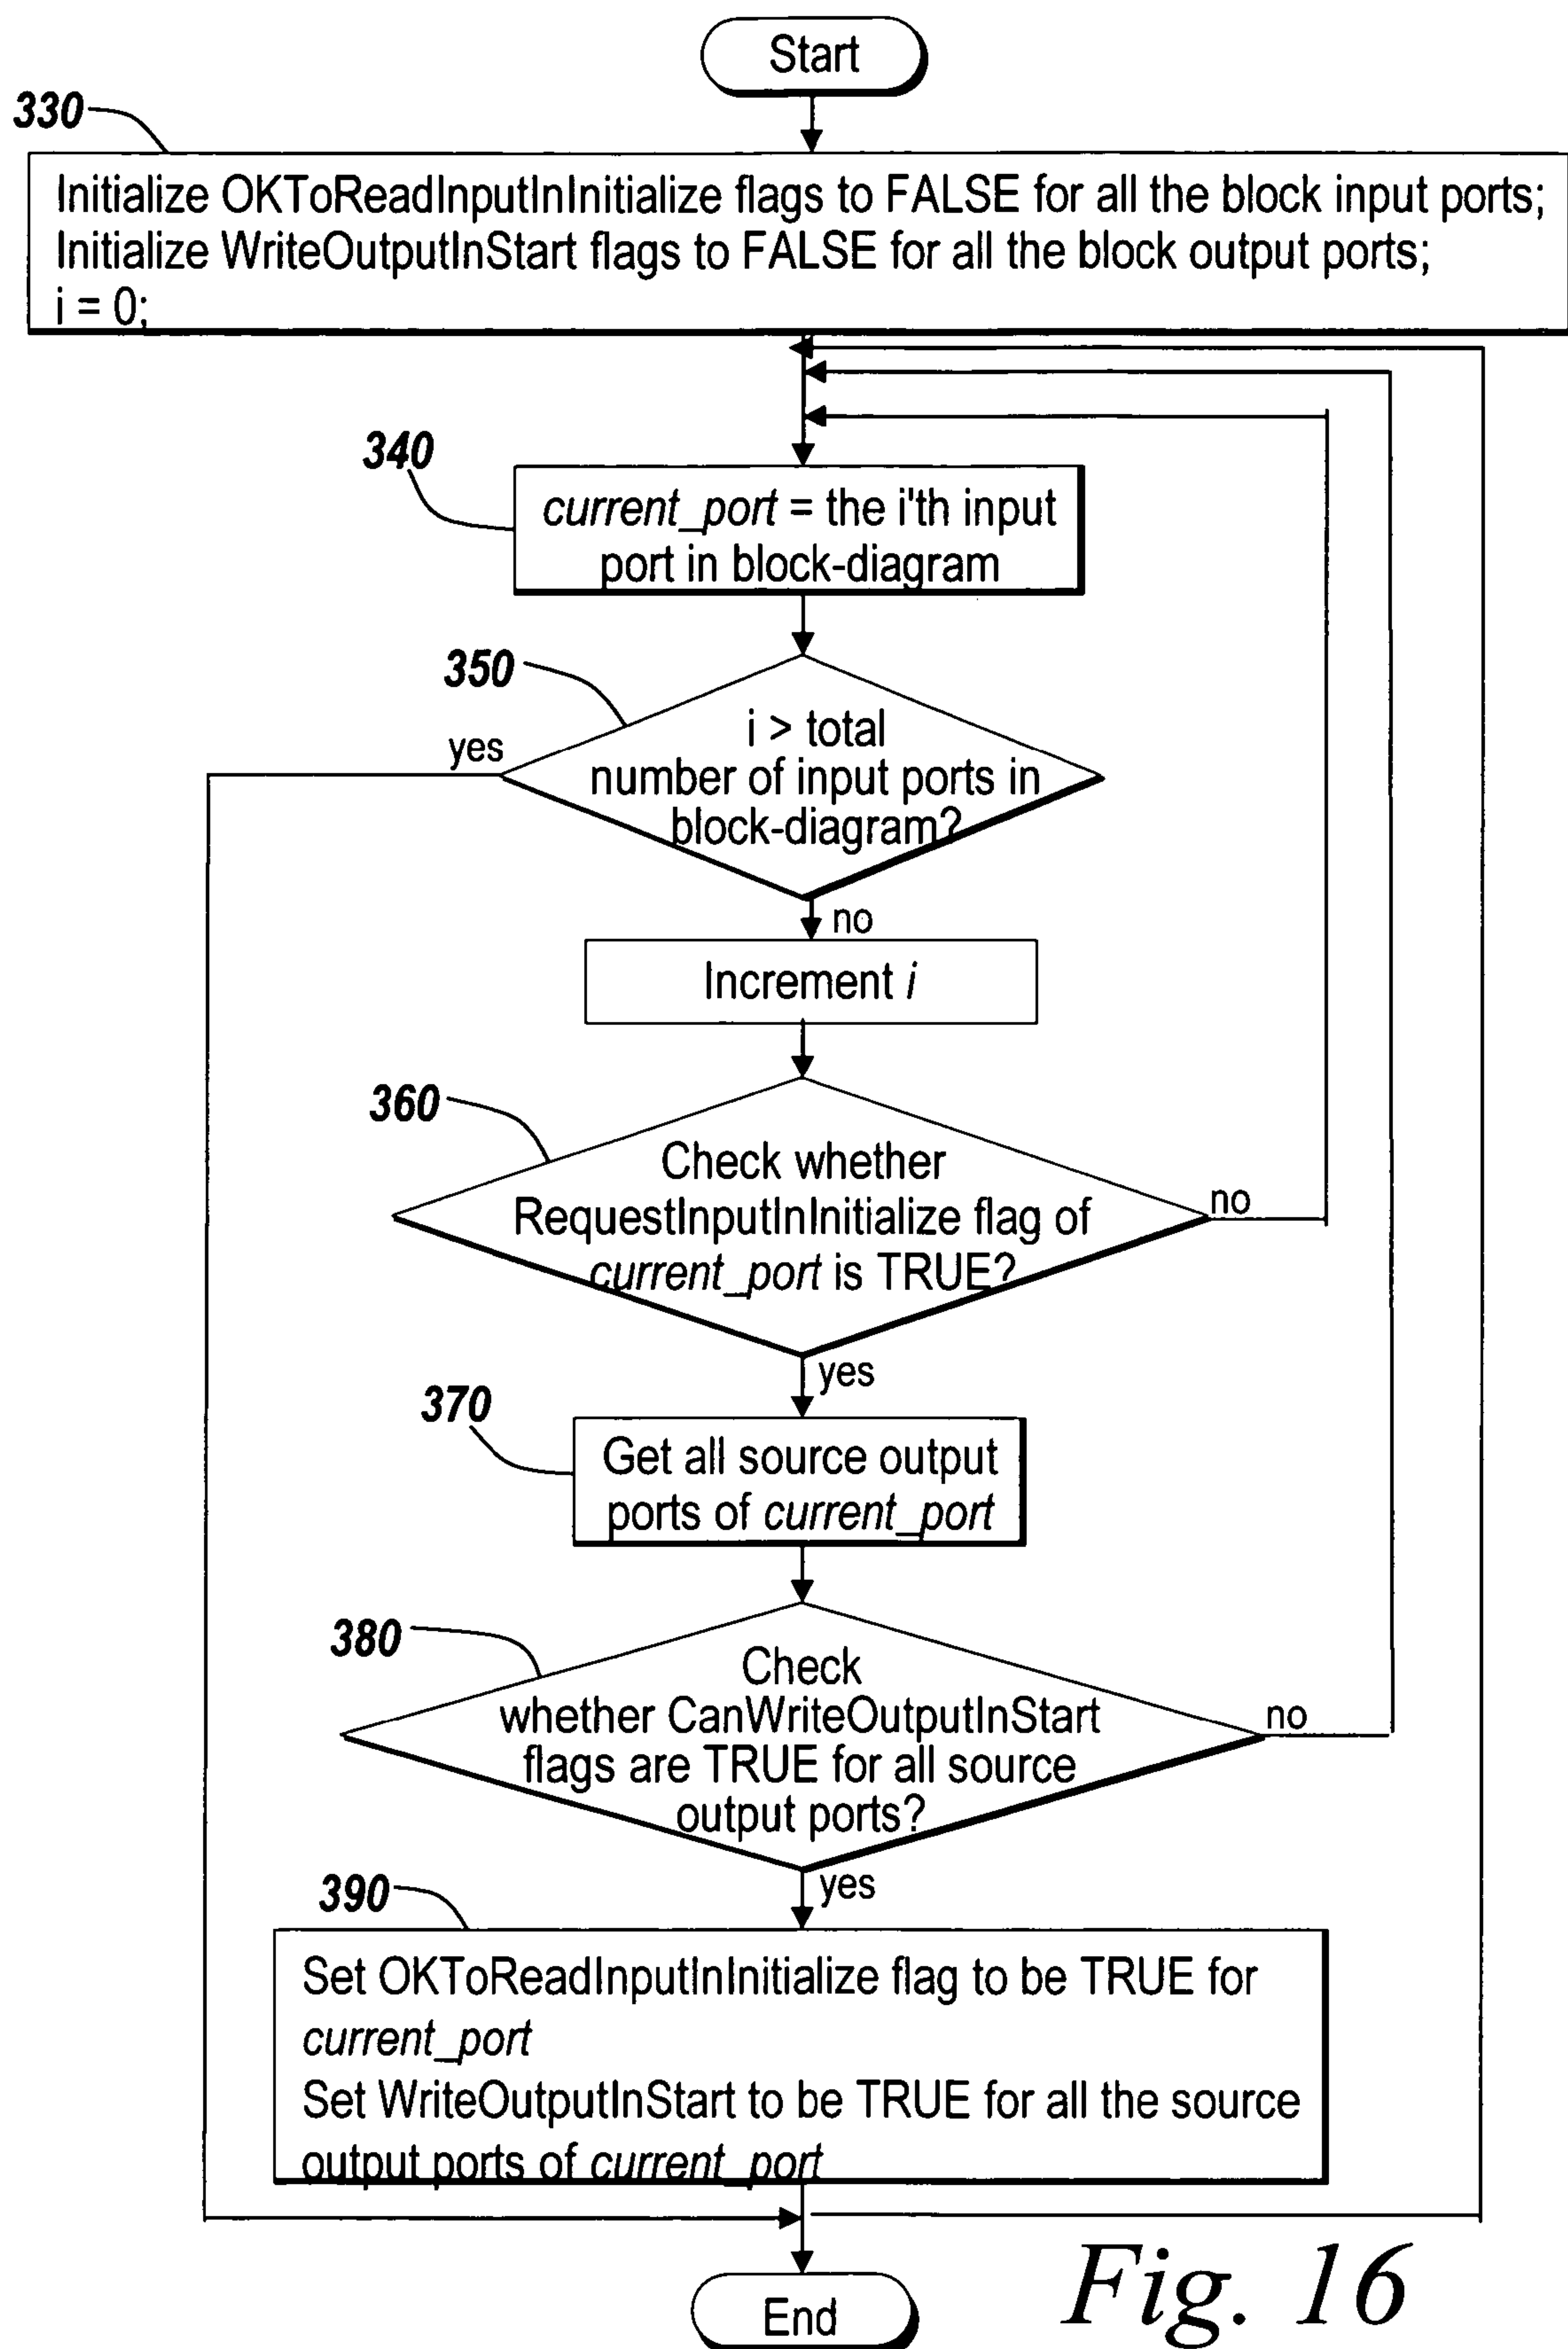 Start
330
Initialize OKToReadInputInInitialize flags to FALSE for all the block input ports;
Initialize WriteOutputInStart flags to FALSE for all the block output ports;
i = 0;
340
current_port = the i'th input
port in block-diagram
350
i > total
number of input ports in
block-diagram?
yes
no
Increment i
360
Check whether
RequestInputInInitialize flag of
current_port is TRUE?
no
yes
370
Get all source output
ports of current_port
380
Check
whether CanWriteOutputInStart
flags are TRUE for all source
output ports?
no
yes
390
Set OKToReadInputInInitialize flag to be TRUE for
current_port
Set WriteOutputInStart to be TRUE for all the source
output ports of current_port
End
Fig. 16